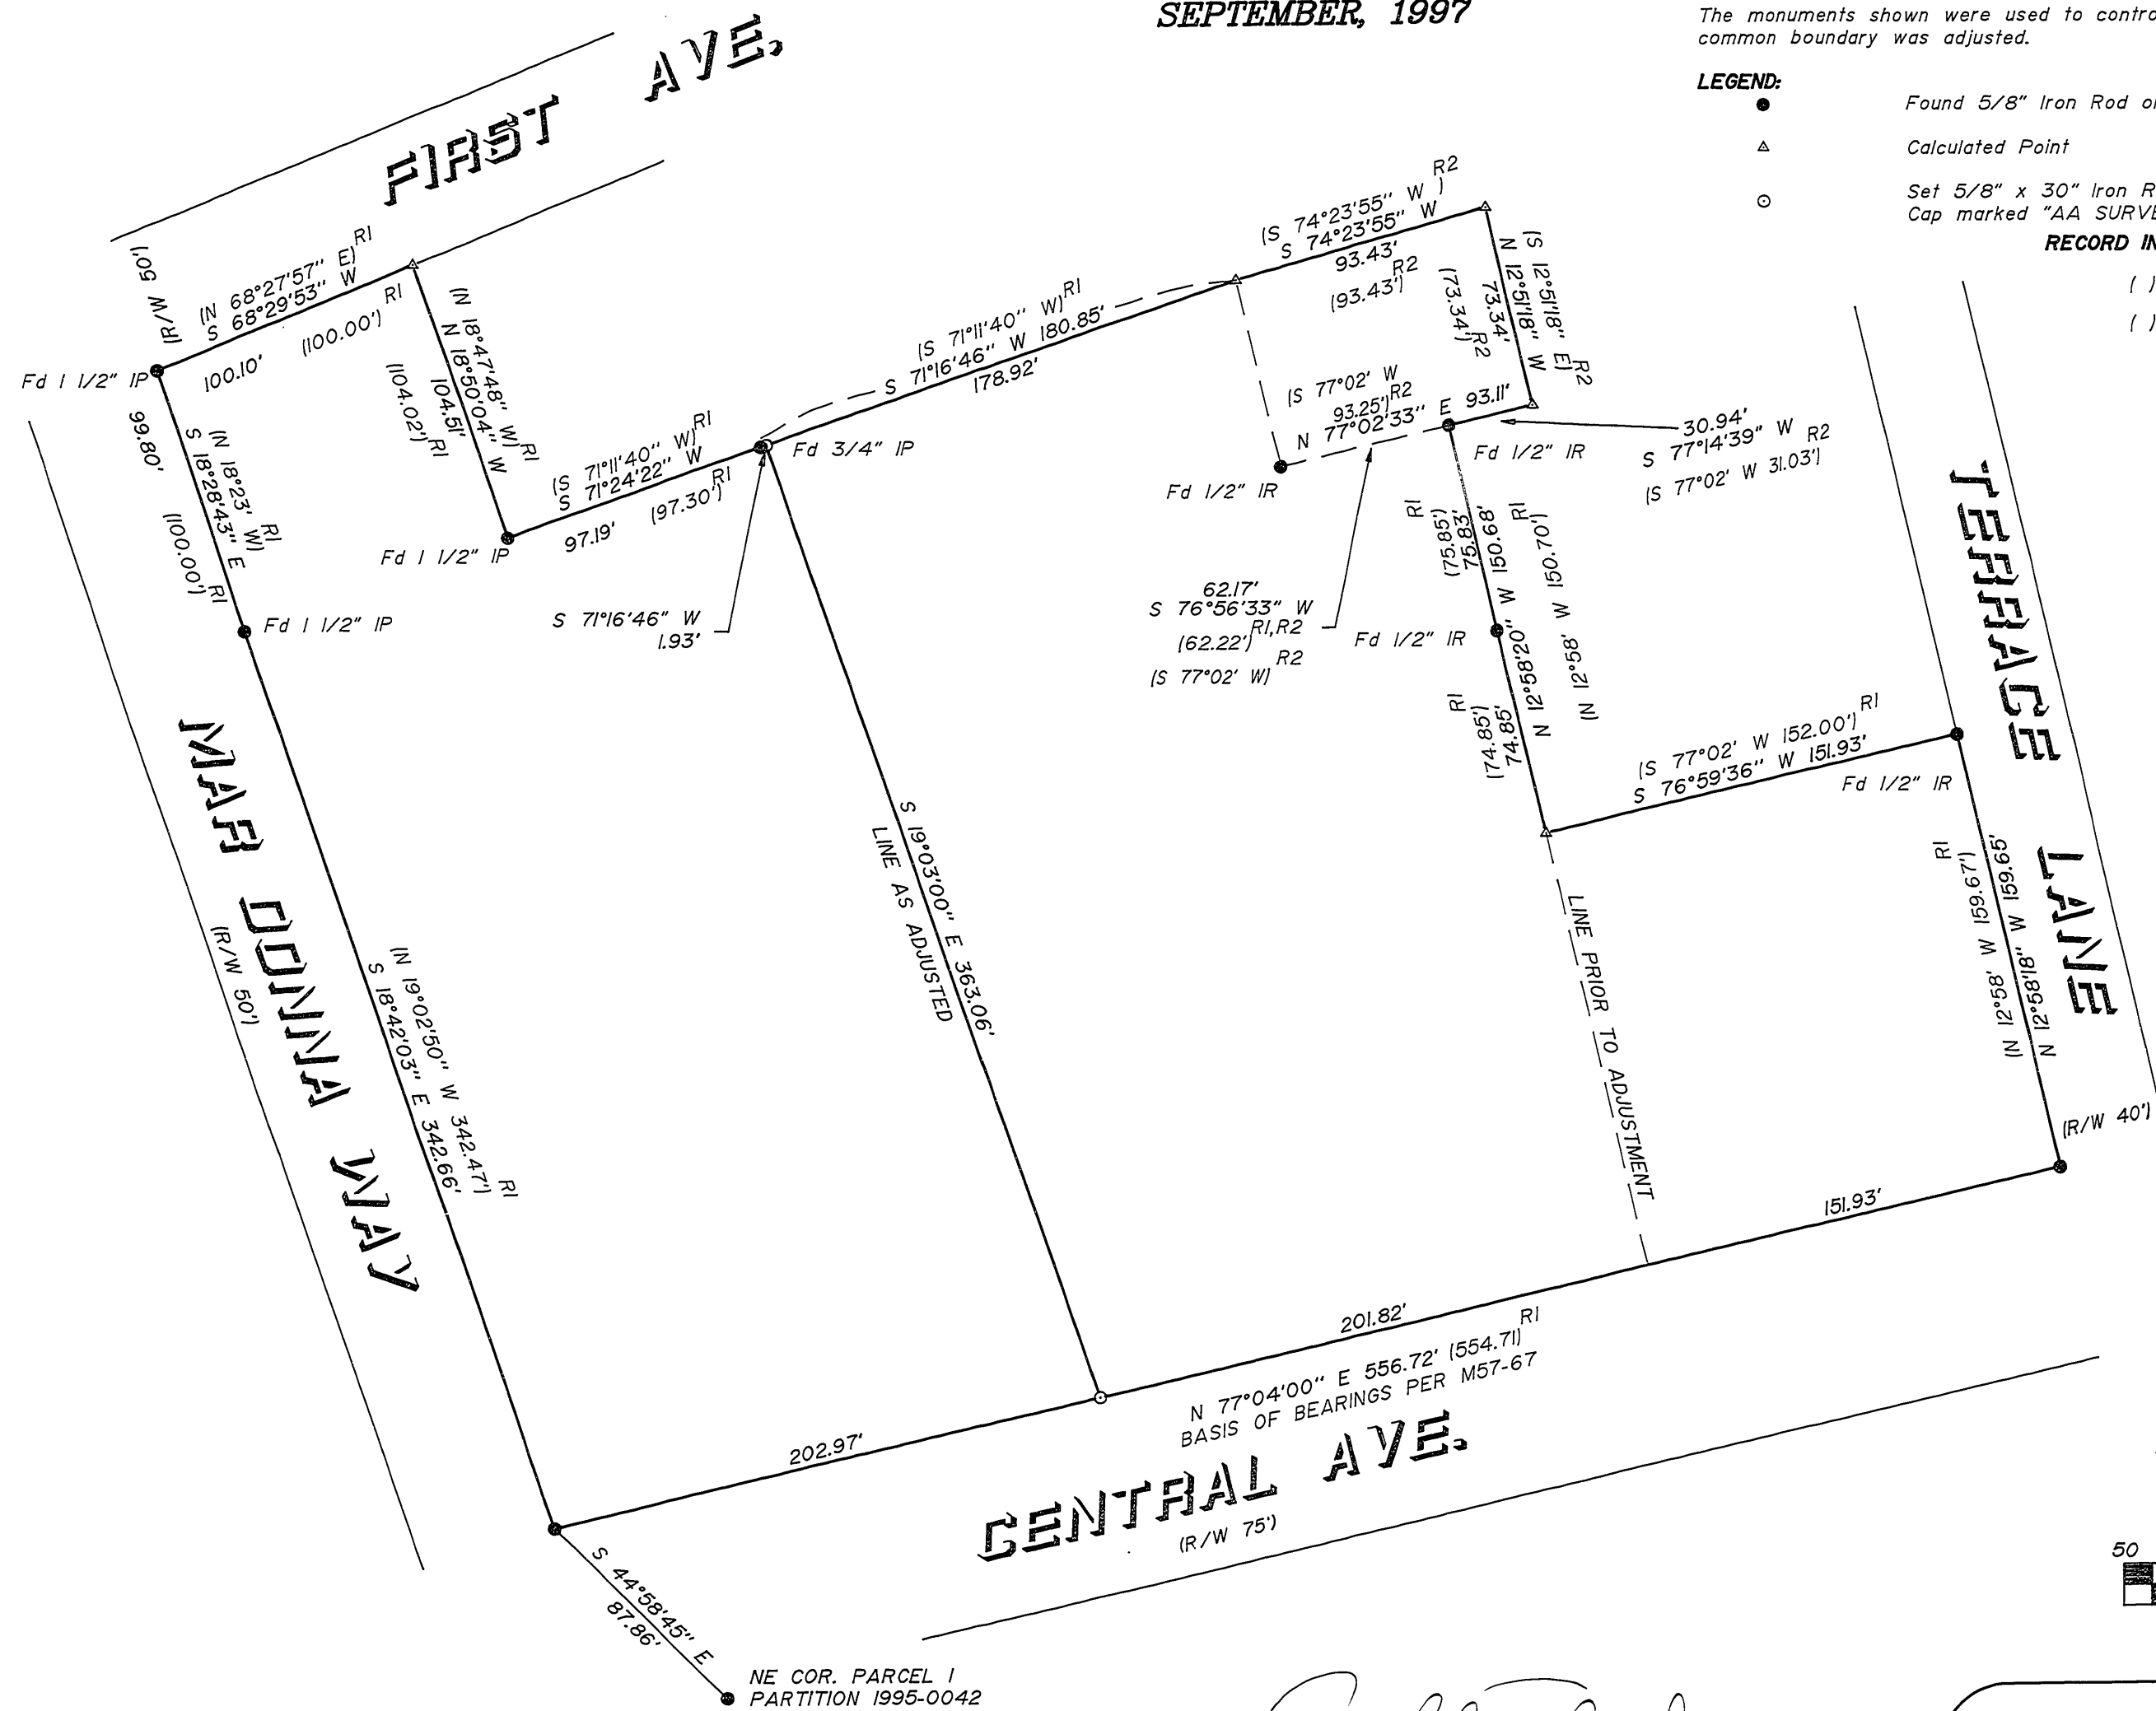 SEPTEMBER, 1997
The monuments shown were used to
common boundary was adjusted.
LEGEND:
Found 5/8" Iron Rod
Calculated Point
Set 5/8" x 30" Iron
Cap marked "AA
RECORD
( )
( )
FIRST AVE.
(R/W 50')
(N 68°27'57" E) R1
S 68°29'53" W
100.10'
(100.00') R1
Fd 1 1/2" IP
99.80'
(N 18°23' W) R1
S 18°28'43" E
(100.00') R1
Fd 1 1/2" IP
(N 18°47'48" W) R1
N 18°50'04" W
104.51'
(104.02') R1
Fd 1 1/2" IP
(S 71°11'40" W) R1
S 71°24'22" W
97.19'
(97.30') R1
Fd 3/4" IP
S 71°16'46" W
1.93'
(S 71°11'40" W) R1
S 71°16'46" W 180.85'
178.92'
(S 74°23'55" W ) R2
S 74°23'55" W
93.43'
(93.43') R2
(S 12°51'18" E) R2
N 12°51'18" W
73.34'
(73.34') R2
(S 77°02' W
93.25') R2
N 77°02'33" E 93.11'
Fd 1/2" IR
Fd 1/2" IR
30.94'
S 77°14'39" W
R2
(S 77°02' W 31.03')
62.17'
S 76°56'33" W
R1,R2
(62.22')
R2
(S 77°02' W)
R1
(75.85')
75.83'
N 12°58'20" W 150.68'
R1
(N 12°58' W 150.70')
Fd 1/2" IR
R1
(74.85')
74.85'
(S 77°02' W 152.00') R1
S 76°59'36" W 151.93'
Fd 1/2" IR
TERRACE LANE
R1
(N 12°58' W 159.67')
N 12°58'18" W 159.65'
(R/W 40')
LINE PRIOR TO ADJUSTMENT
S 19°03'00" E 363.06'
LINE AS ADJUSTED
MAR DONNA WAY
(R/W 50')
(N 19°02'50" W 342.47') R1
S 18°42'03" E 342.66'
151.93'
201.82'
202.97'
N 77°04'00" E 556.72' (554.71) R1
BASIS OF BEARINGS PER M57-67
CENTRAL AVE.
(R/W 75')
S 44°58'45" E
87.86'
NE COR. PARCEL 1
PARTITION 1995-0042
50